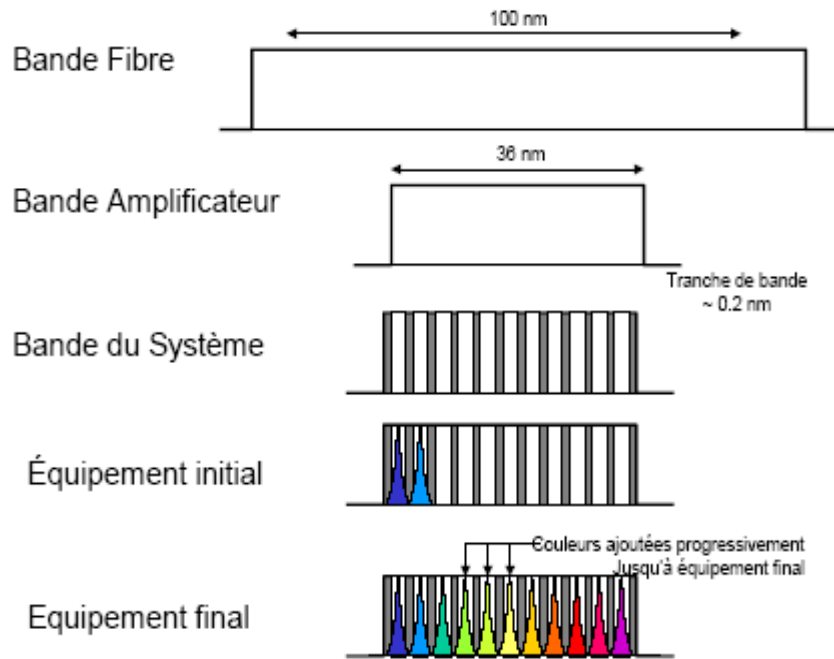 100 nm
Bande Fibre
36 nm
Bande Amplificateur
Tranche de bande
~ 0.2 nm
Bande du Système
Équipement initial
Couleurs ajoutées progressivement
Jusqu'à équipement final
Equipement final